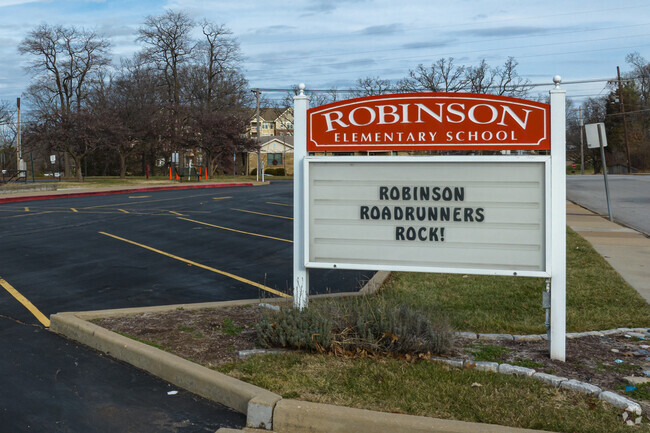 ROBINSON
ELEMENTARY SCHOOL
ROBINSON
ROADRUNNERS
ROCK!